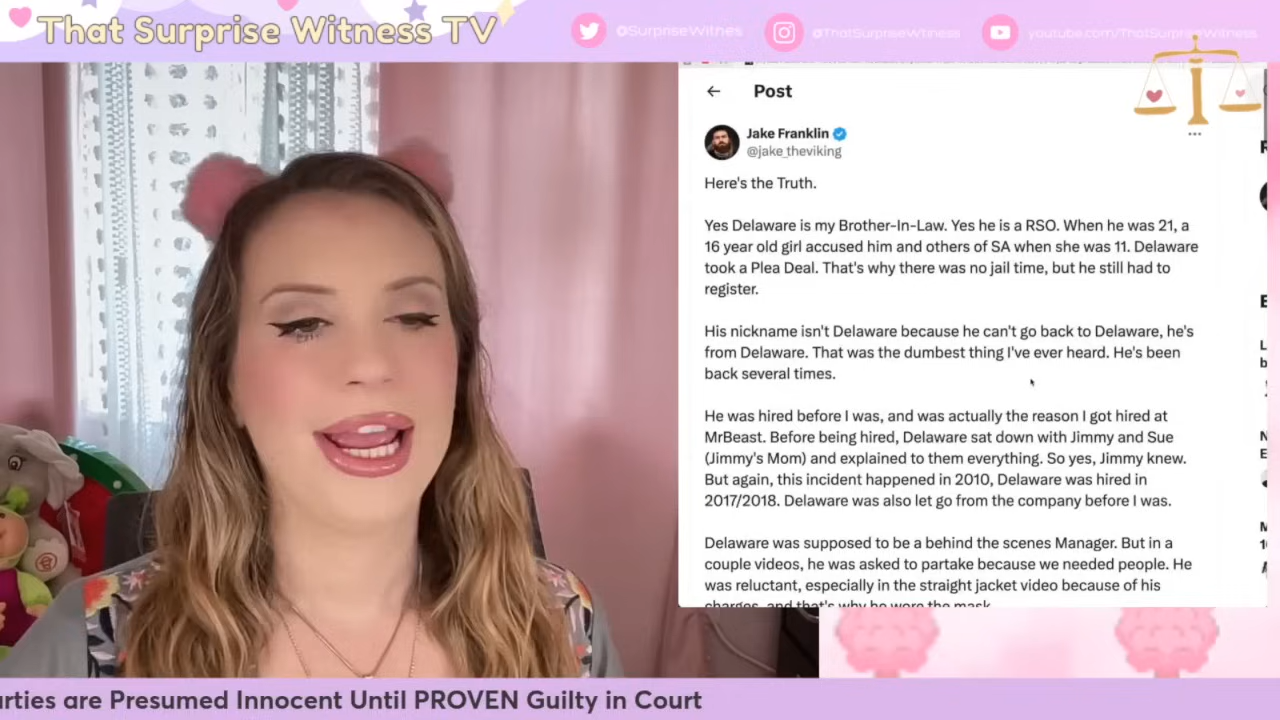 That Surprise Witness TV
@SurpriseWitnes
@ThatSurpriseWitness
youtube.com/ThatSurpriseWitness
Post
Jake Franklin
@jake_theviking
Here's the Truth.
Yes Delaware is my Brother-In-Law. Yes he is a RSO. When he was 21, a
16 year old girl accused him and others of SA when she was 11. Delaware
took a Plea Deal. That's why there was no jail time, but he still had to
register.
His nickname isn't Delaware because he can't go back to Delaware, he's
from Delaware. That was the dumbest thing I've ever heard. He's been
back several times.
He was hired before I was, and was actually the reason I got hired at
MrBeast. Before being hired, Delaware sat down with Jimmy and Sue
(Jimmy's Mom) and explained to them everything. So yes, Jimmy knew.
But again, this incident happened in 2010, Delaware was hired in
2017/2018. Delaware was also let go from the company before I was.
Delaware was supposed to be a behind the scenes Manager. But in a
couple videos, he was asked to partake because we needed people. He
was reluctant, especially in the straight jacket video because of his
charges, and that's why he wore the mask
arties are Presumed Innocent Until PROVEN Guilty in Court